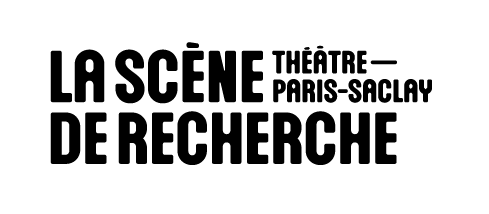 LA SCÈNE
THÉÂTRE—
PARIS-SACLAY
DE RECHERCHE